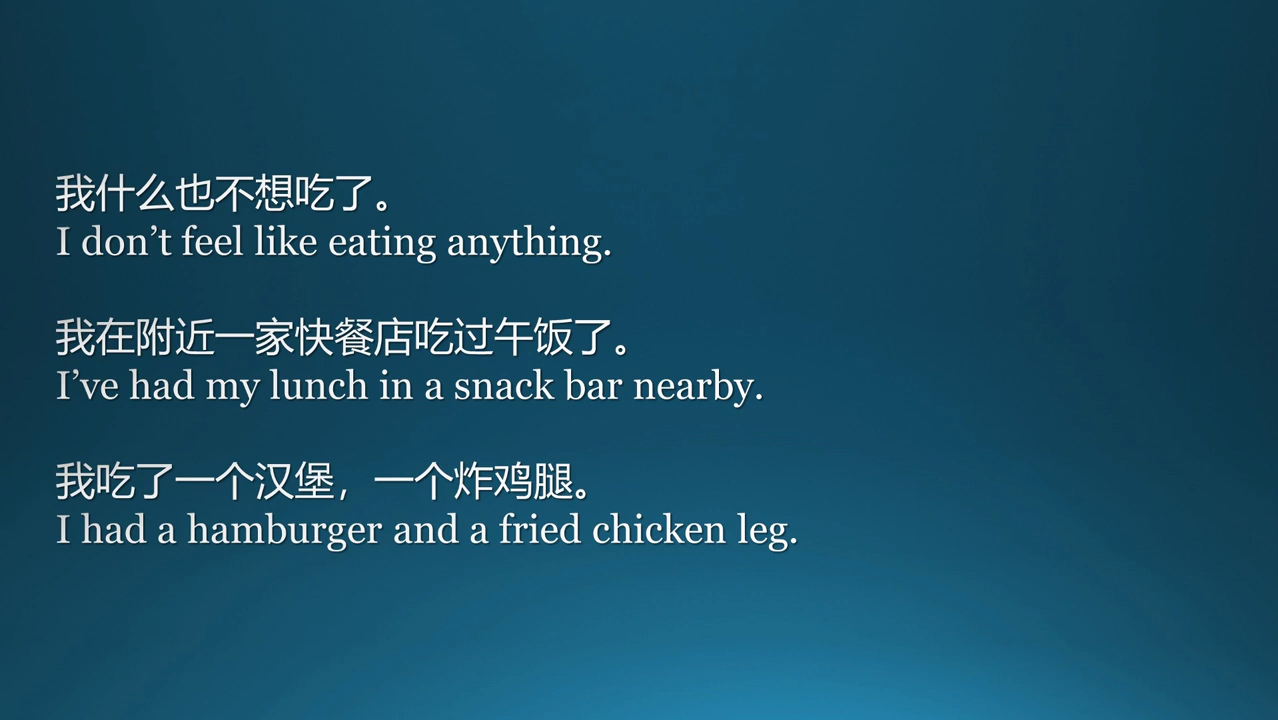 我什么也不想吃了。
I don’t feel like eating anything.
我在附近一家快餐店吃过午饭了。
I’ve had my lunch in a snack bar nearby.
我吃了一个汉堡，一个炸鸡腿。
I had a hamburger and a fried chicken leg.